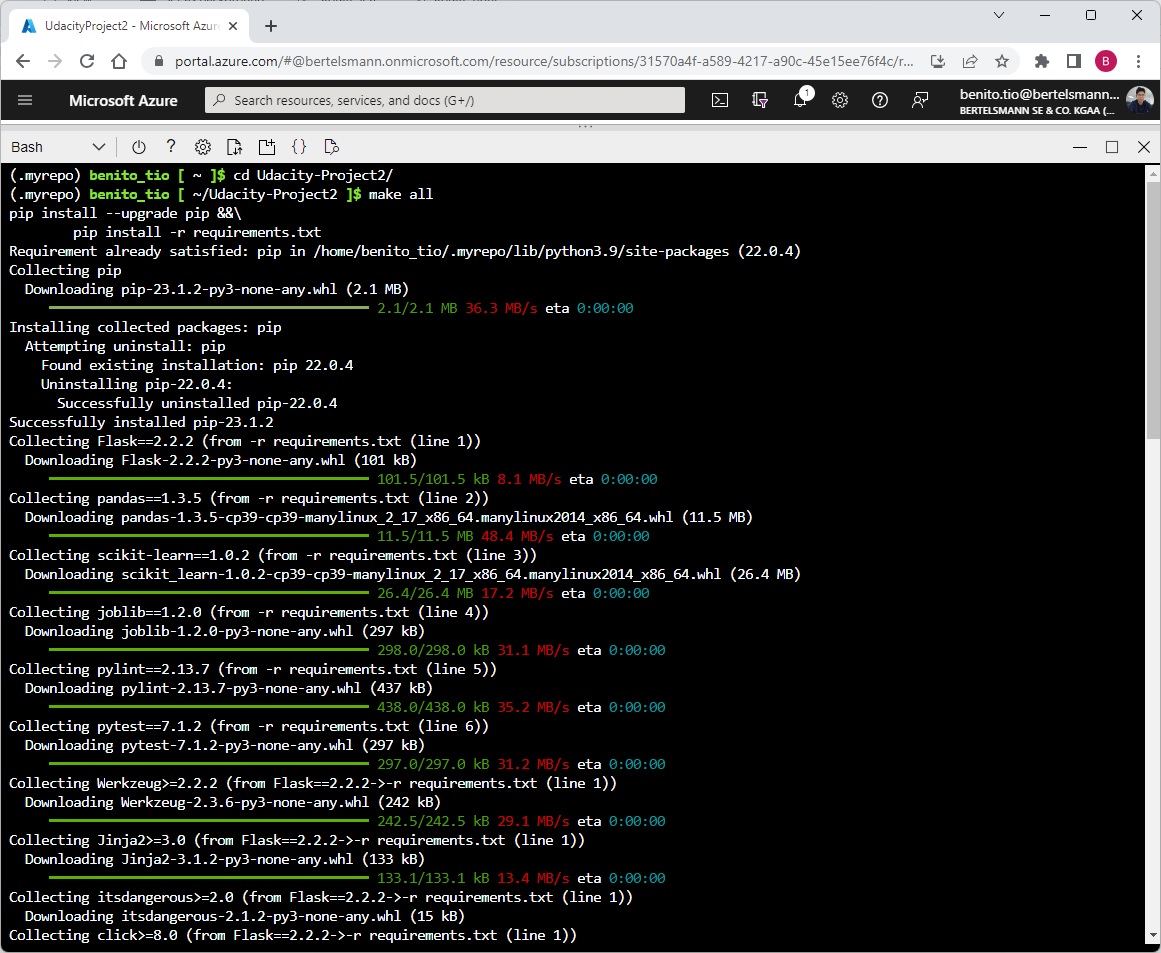 UdacityProject2 - Microsoft Azure
portal.azure.com/#@bertelsmann.onmicrosoft.com/resource/subscriptions/31570a4f-a589-4217-a90c-45e15ee76f4c/r...
B
Microsoft Azure
Search resources, services, and docs (G+/)
1
benito.tio@bertelsmann...
BERTELSMANN SE & CO. KGAA (...
Bash
(.myrepo) benito_tio [ ~ ]$ cd Udacity-Project2/
(.myrepo) benito_tio [ ~/Udacity-Project2 ]$ make all
pip install --upgrade pip &&\
pip install -r requirements.txt
Requirement already satisfied: pip in /home/benito_tio/.myrepo/lib/python3.9/site-packages (22.0.4)
Collecting pip
Downloading pip-23.1.2-py3-none-any.whl (2.1 MB)
2.1/2.1 MB 36.3 MB/s eta 0:00:00
Installing collected packages: pip
Attempting uninstall: pip
Found existing installation: pip 22.0.4
Uninstalling pip-22.0.4:
Successfully uninstalled pip-22.0.4
Successfully installed pip-23.1.2
Collecting Flask==2.2.2 (from -r requirements.txt (line 1))
Downloading Flask-2.2.2-py3-none-any.whl (101 kB)
101.5/101.5 kB 8.1 MB/s eta 0:00:00
Collecting pandas==1.3.5 (from -r requirements.txt (line 2))
Downloading pandas-1.3.5-cp39-cp39-manylinux_2_17_x86_64.manylinux2014_x86_64.whl (11.5 MB)
11.5/11.5 MB 48.4 MB/s eta 0:00:00
Collecting scikit-learn==1.0.2 (from -r requirements.txt (line 3))
Downloading scikit_learn-1.0.2-cp39-cp39-manylinux_2_17_x86_64.manylinux2014_x86_64.whl (26.4 MB)
26.4/26.4 MB 17.2 MB/s eta 0:00:00
Collecting joblib==1.2.0 (from -r requirements.txt (line 4))
Downloading joblib-1.2.0-py3-none-any.whl (297 kB)
298.0/298.0 kB 31.1 MB/s eta 0:00:00
Collecting pylint==2.13.7 (from -r requirements.txt (line 5))
Downloading pylint-2.13.7-py3-none-any.whl (437 kB)
438.0/438.0 kB 35.2 MB/s eta 0:00:00
Collecting pytest==7.1.2 (from -r requirements.txt (line 6))
Downloading pytest-7.1.2-py3-none-any.whl (297 kB)
297.0/297.0 kB 31.2 MB/s eta 0:00:00
Collecting Werkzeug>=2.2.2 (from Flask==2.2.2->-r requirements.txt (line 1))
Downloading Werkzeug-2.3.6-py3-none-any.whl (242 kB)
242.5/242.5 kB 29.1 MB/s eta 0:00:00
Collecting Jinja2>=3.0 (from Flask==2.2.2->-r requirements.txt (line 1))
Downloading Jinja2-3.1.2-py3-none-any.whl (133 kB)
133.1/133.1 kB 13.4 MB/s eta 0:00:00
Collecting itsdangerous>=2.0 (from Flask==2.2.2->-r requirements.txt (line 1))
Downloading itsdangerous-2.1.2-py3-none-any.whl (15 kB)
Collecting click>=8.0 (from Flask==2.2.2->-r requirements.txt (line 1))